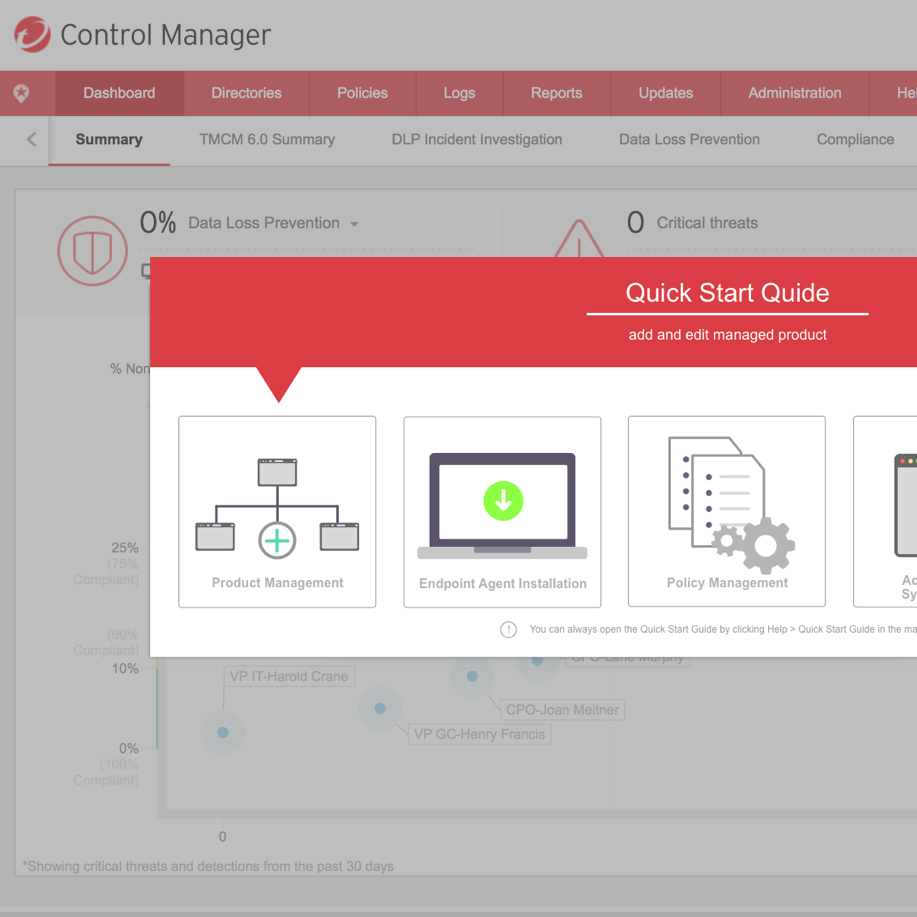 Control Manager
Dashboard
Directories
Policies
Logs
Reports
Updates
Administration
Summary
TMCM 6.0 Summary
DLP Incident Investigation
Data Loss Prevention
Compliance
0% Data Loss Prevention
0 Critical threats
Quick Start Guide
add and edit managed product
% Non
Product Management
Endpoint Agent Installation
Policy Management
You can always open the Quick Start Guide by clicking Help > Quick Start Guide in the ma
25%
(75%
Compliant)
(90%
Compliant)
10%
0%
(100%
Compliant)
VP IT-Harold Crane
CPO-Joan Meitner
VP GC-Henry Francis
0
*Showing critical threats and detections from the past 30 days